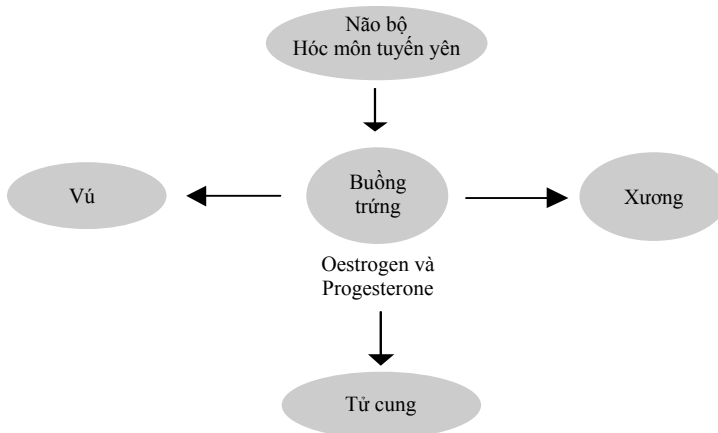 Não bộ
Hóc môn tuyến yên
Vú
Buồng
trứng
Xương
Oestrogen và
Progesterone
Tử cung